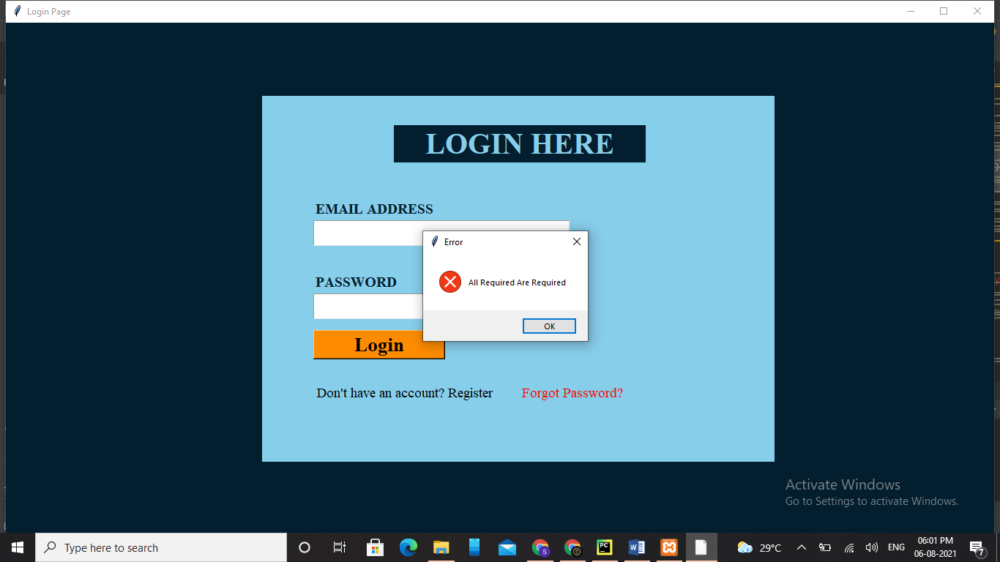 Login Page
LOGIN HERE
EMAIL ADDRESS
Error
All Required Are Required
PASSWORD
OK
Login
Don't have an account? Register
Forgot Password?
Activate Windows
Go to Settings to activate Windows.
Type here to search
S
PC
W
29°C
ENG
06:01 PM
06-08-2021
7